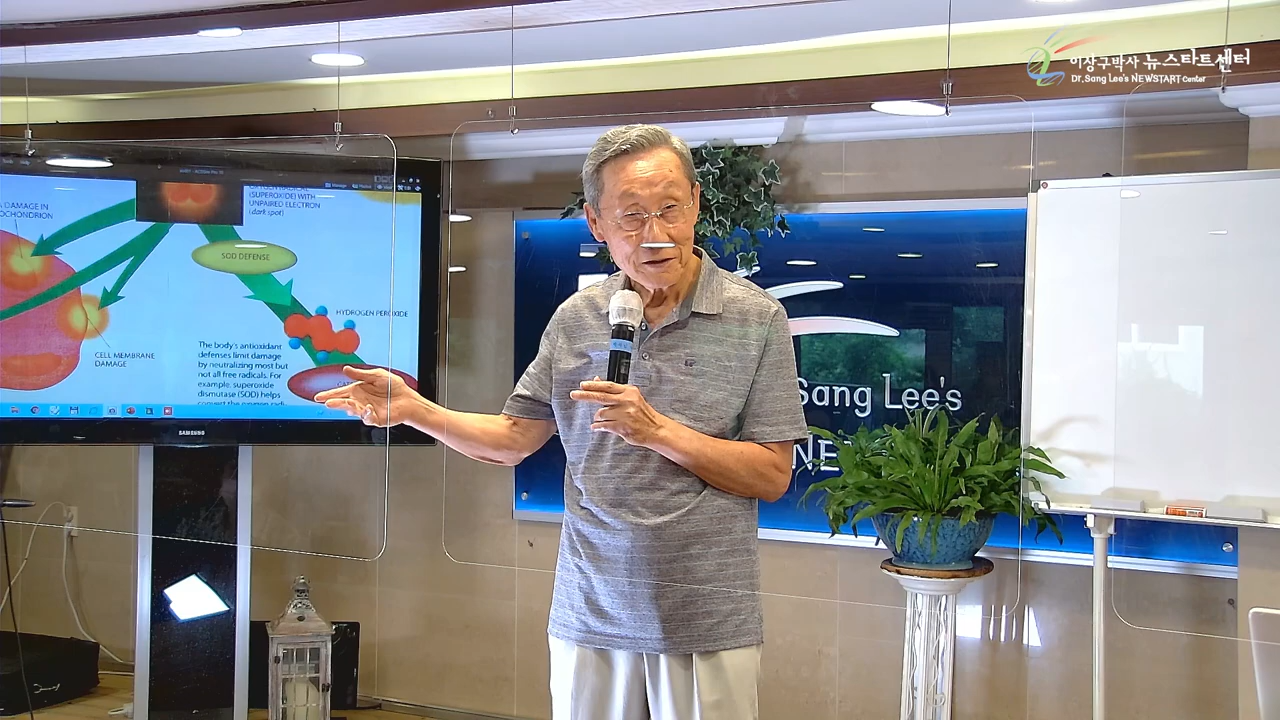 이상구박사 뉴스타트센터
Dr. Sang Lee's NEWSTART Center
DAMAGE IN
OCHONDRION
(SUPEROXIDE) WITH
UNPAIRED ELECTRON
(dark spot)
SOD DEFENSE
HYDROGEN PEROXIDE
CELL MEMBRANE
DAMAGE
The body's antioxidant
defenses limit damage
by neutralizing most but
not all free radicals. For
example, superoxide
dismutase (SOD) helps
SAMSUNG
Sang Lee's
NE